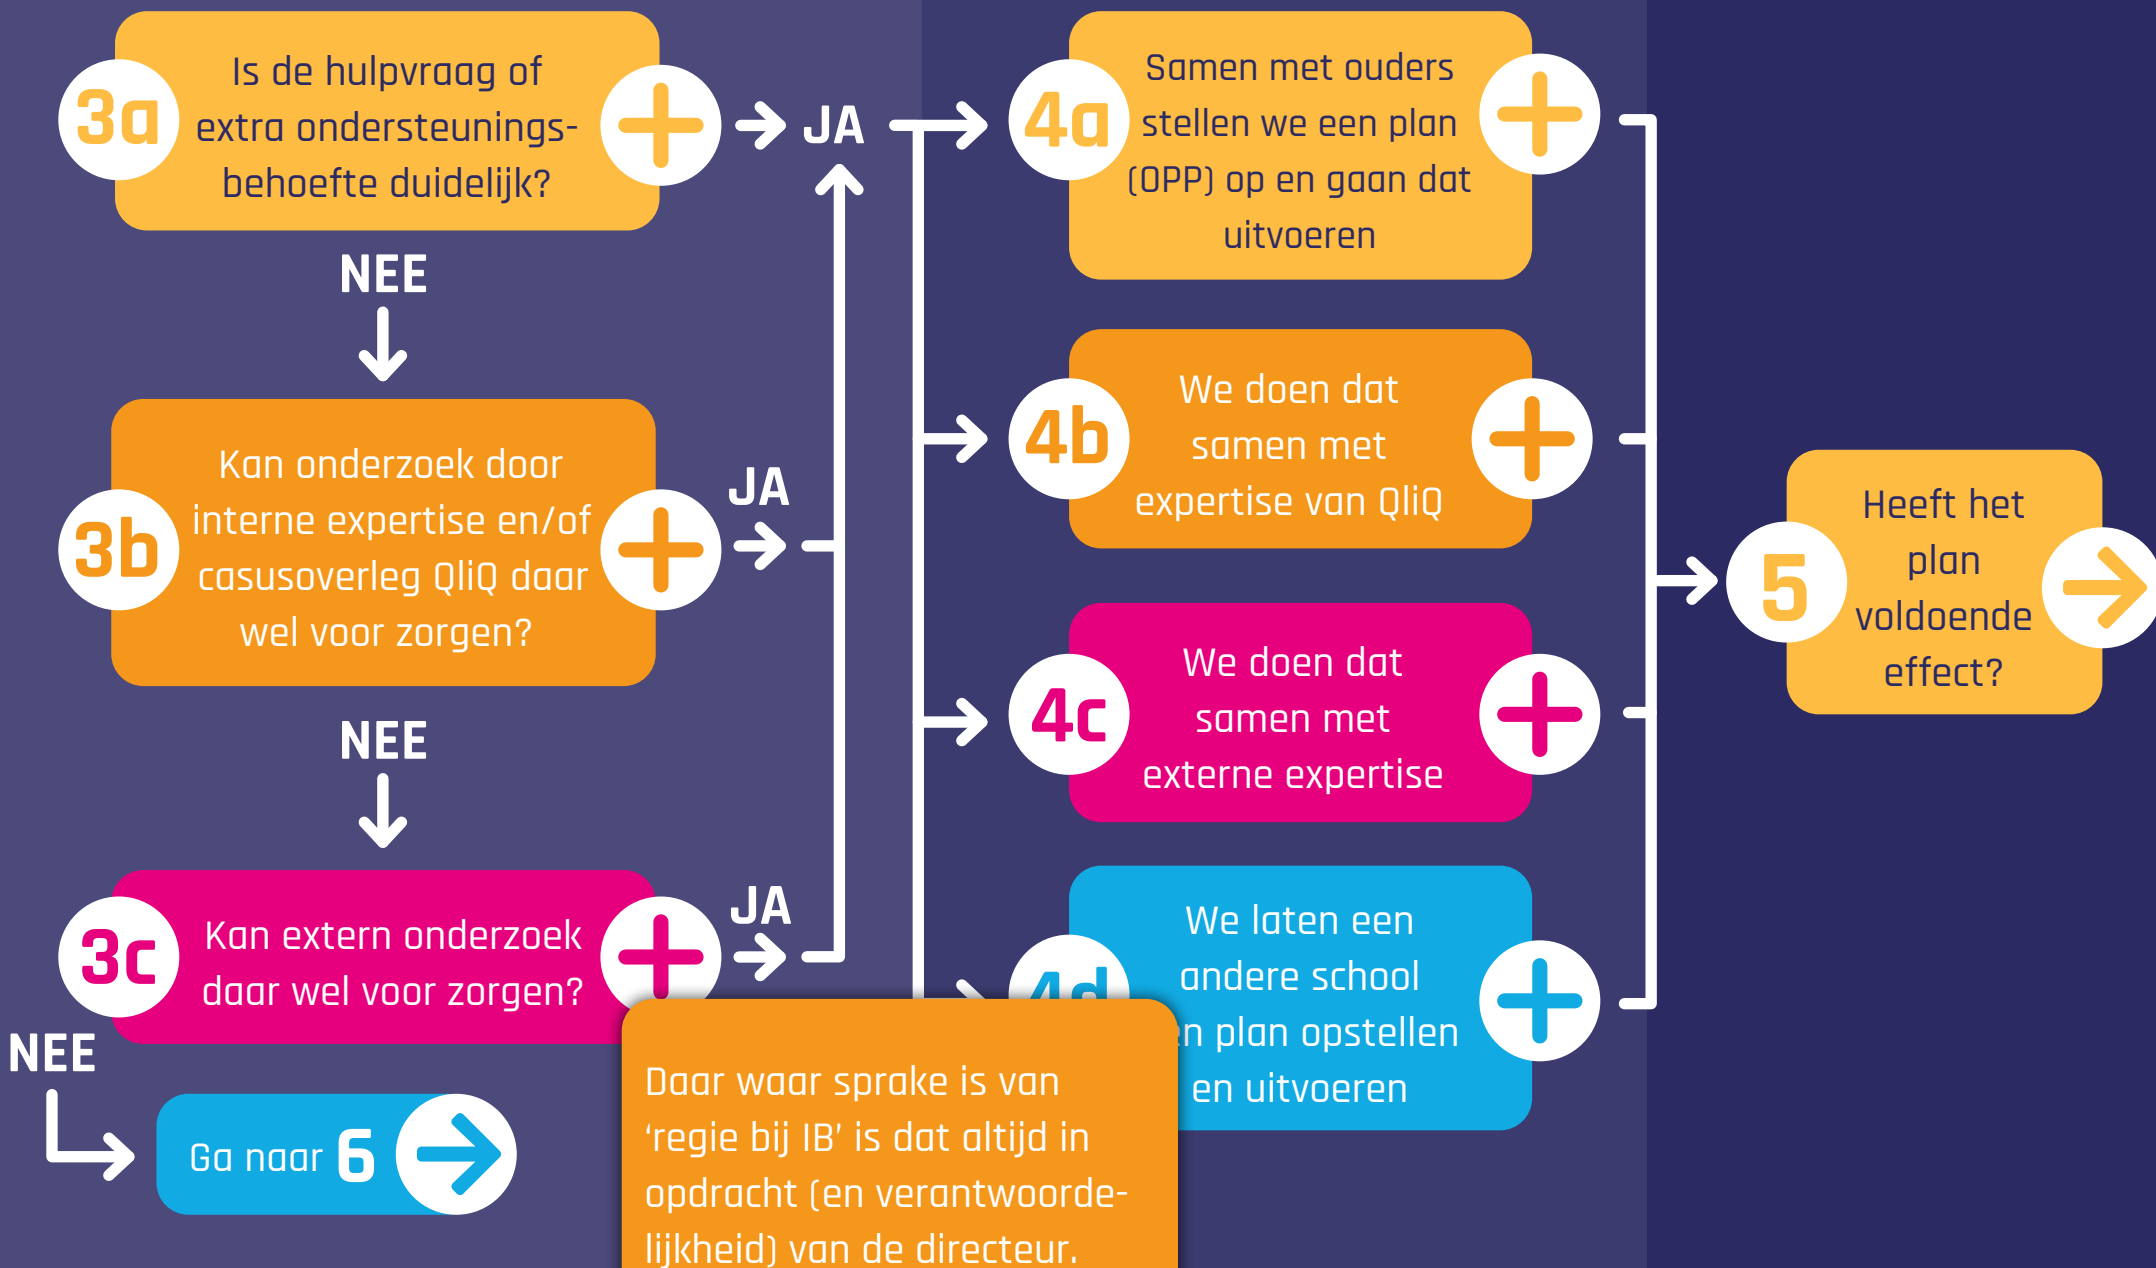 3a
Is de hulpvraag of
extra ondersteunings-
behoefte duidelijk?
JA
NEE
3b
Kan onderzoek door
interne expertise en/of
casusoverleg QliQ daar
wel voor zorgen?
JA
NEE
3c
Kan extern onderzoek
daar wel voor zorgen?
JA
NEE
Ga naar 6
4a
Samen met ouders
stellen we een plan
(OPP) op en gaan dat
uitvoeren
4b
We doen dat
samen met
expertise van QliQ
4c
We doen dat
samen met
externe expertise
4d
We laten een
andere school
plan opstellen
en uitvoeren
Daar waar sprake is van
‘regie bij IB’ is dat altijd in
opdracht (en verantwoorde-
lijkheid) van de directeur.
5
Heeft het
plan
voldoende
effect?